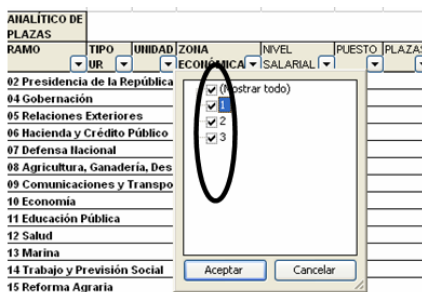 ANALÍTICO DE
PLAZAS
RAMO TIPO UR UNIDAD ZONA ECONÓMICA NIVEL SALARIAL PUESTO PLAZAS
02 Presidencia de la República
04 Gobernación
05 Relaciones Exteriores
06 Hacienda y Crédito Público
07 Defensa Nacional
08 Agricultura, Ganadería, Des
09 Comunicaciones y Transpo
10 Economía
11 Educación Pública
12 Salud
13 Marina
14 Trabajo y Previsión Social
15 Reforma Agraria
(Mostrar todo)
1
2
3
Aceptar Cancelar